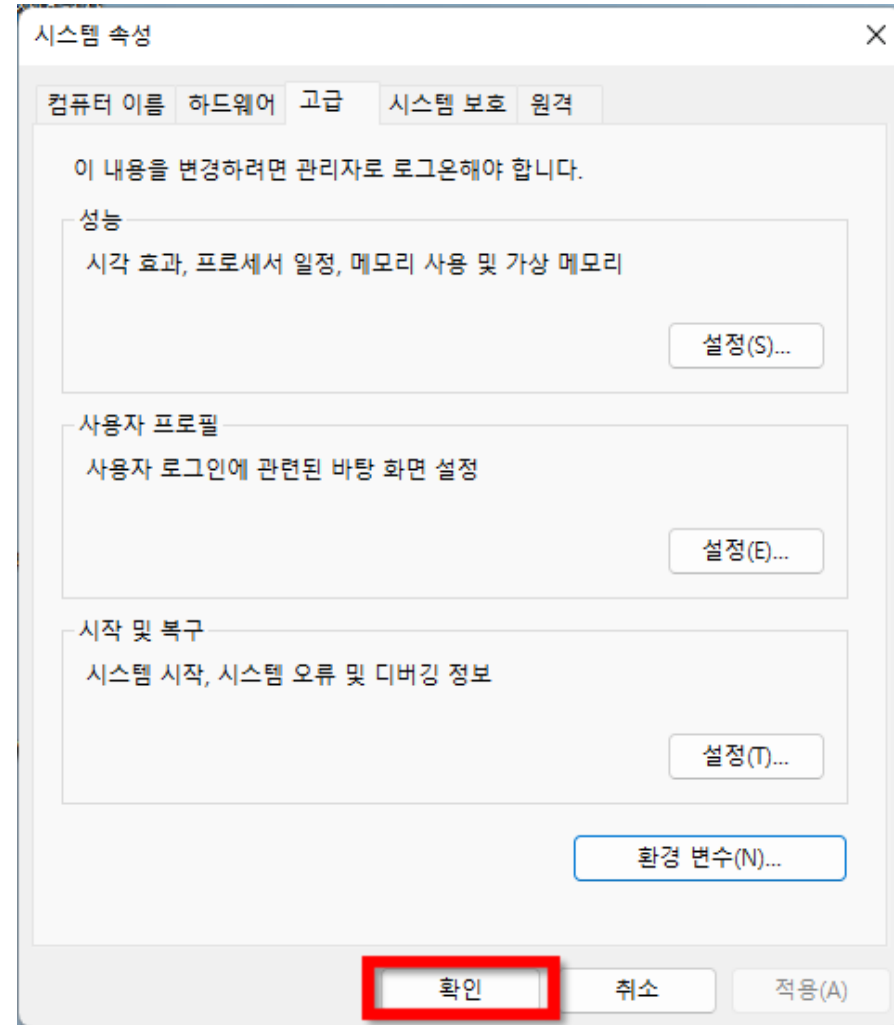 시스템 속성
컴퓨터 이름 하드웨어 고급 시스템 보호 원격
이 내용을 변경하려면 관리자로 로그온해야 합니다.
성능
시각 효과, 프로세서 일정, 메모리 사용 및 가상 메모리
설정(S)...
사용자 프로필
사용자 로그인에 관련된 바탕 화면 설정
설정(E)...
시작 및 복구
시스템 시작, 시스템 오류 및 디버깅 정보
설정(T)...
환경 변수(N)...
확인 취소 적용(A)